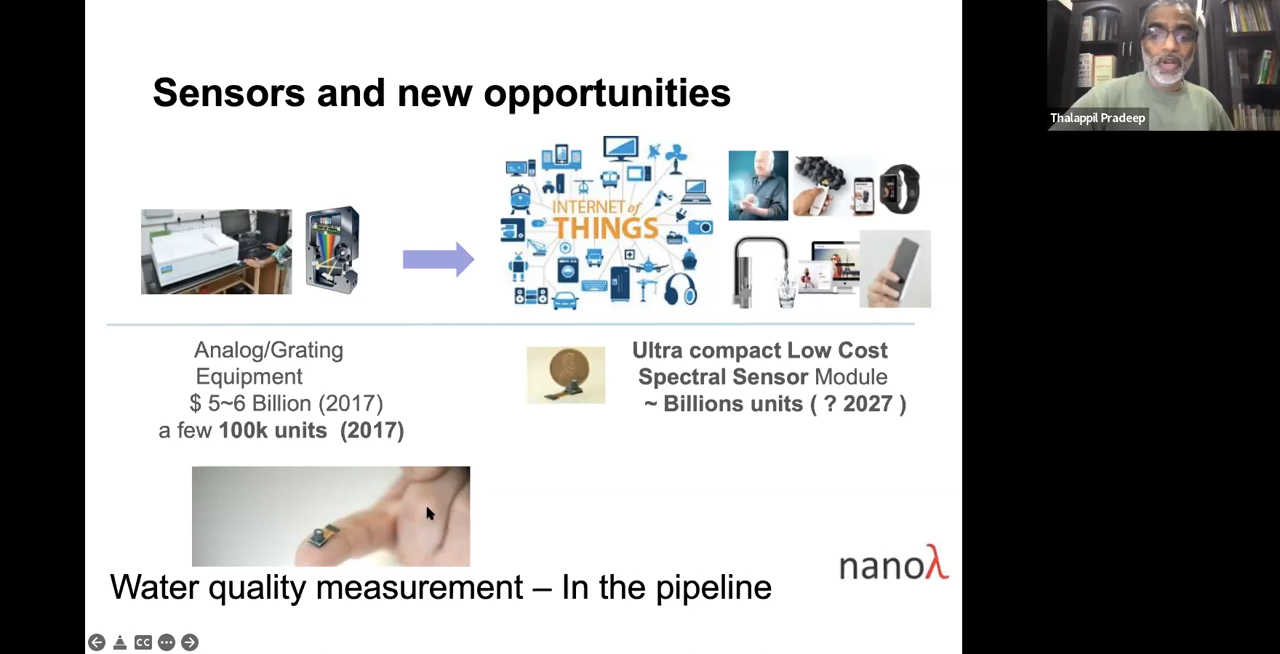 Sensors and new opportunities
INTERNET of
THINGS
Analog/Grating
Equipment
$ 5~6 Billion (2017)
a few 100k units (2017)
Ultra compact Low Cost
Spectral Sensor Module
~ Billions units ( ? 2027 )
nanoλ
Water quality measurement – In the pipeline
CC
Thalappil Pradeep